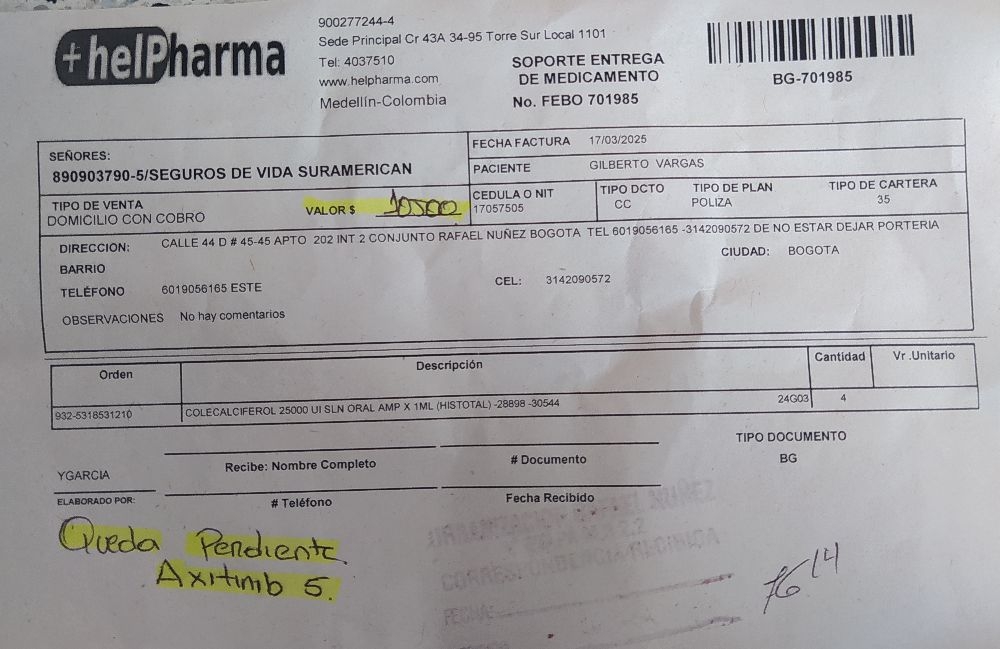 +helPharma
900277244-4
Sede Principal Cr 43A 34-95 Torre Sur Local 1101
Tel: 4037510
www.helpharma.com
Medellín-Colombia
SOPORTE ENTREGA
DE MEDICAMENTO
No. FEBO 701985
BG-701985
SEÑORES:
890903790-5/SEGUROS DE VIDA SURAMERICAN
FECHA FACTURA 17/03/2025
PACIENTE GILBERTO VARGAS
TIPO DE VENTA
DOMICILIO CON COBRO
VALOR $
CEDULA O NIT
17057505
TIPO DCTO
CC
TIPO DE PLAN
POLIZA
TIPO DE CARTERA
35
DIRECCION: CALLE 44 D # 45-45 APTO 202 INT 2 CONJUNTO RAFAEL NUÑEZ BOGOTA TEL 6019056165 -3142090572 DE NO ESTAR DEJAR PORTERIA
BARRIO
CIUDAD: BOGOTA
TELÉFONO 6019056165 ESTE
CEL: 3142090572
OBSERVACIONES No hay comentarios
Orden Descripción Cantidad Vr .Unitario
932-5318531210 COLECALCIFEROL 25000 UI SLN ORAL AMP X 1ML (HISTOTAL) -28898 -30544 24G03 4
YGARCIA
ELABORADO POR:
Recibe: Nombre Completo
# Documento
# Teléfono
Fecha Recibido
TIPO DOCUMENTO
BG
Queda Pendiente
Axitinib 5.
CORRESPONDENCIA RECIBIDA
FECHA: